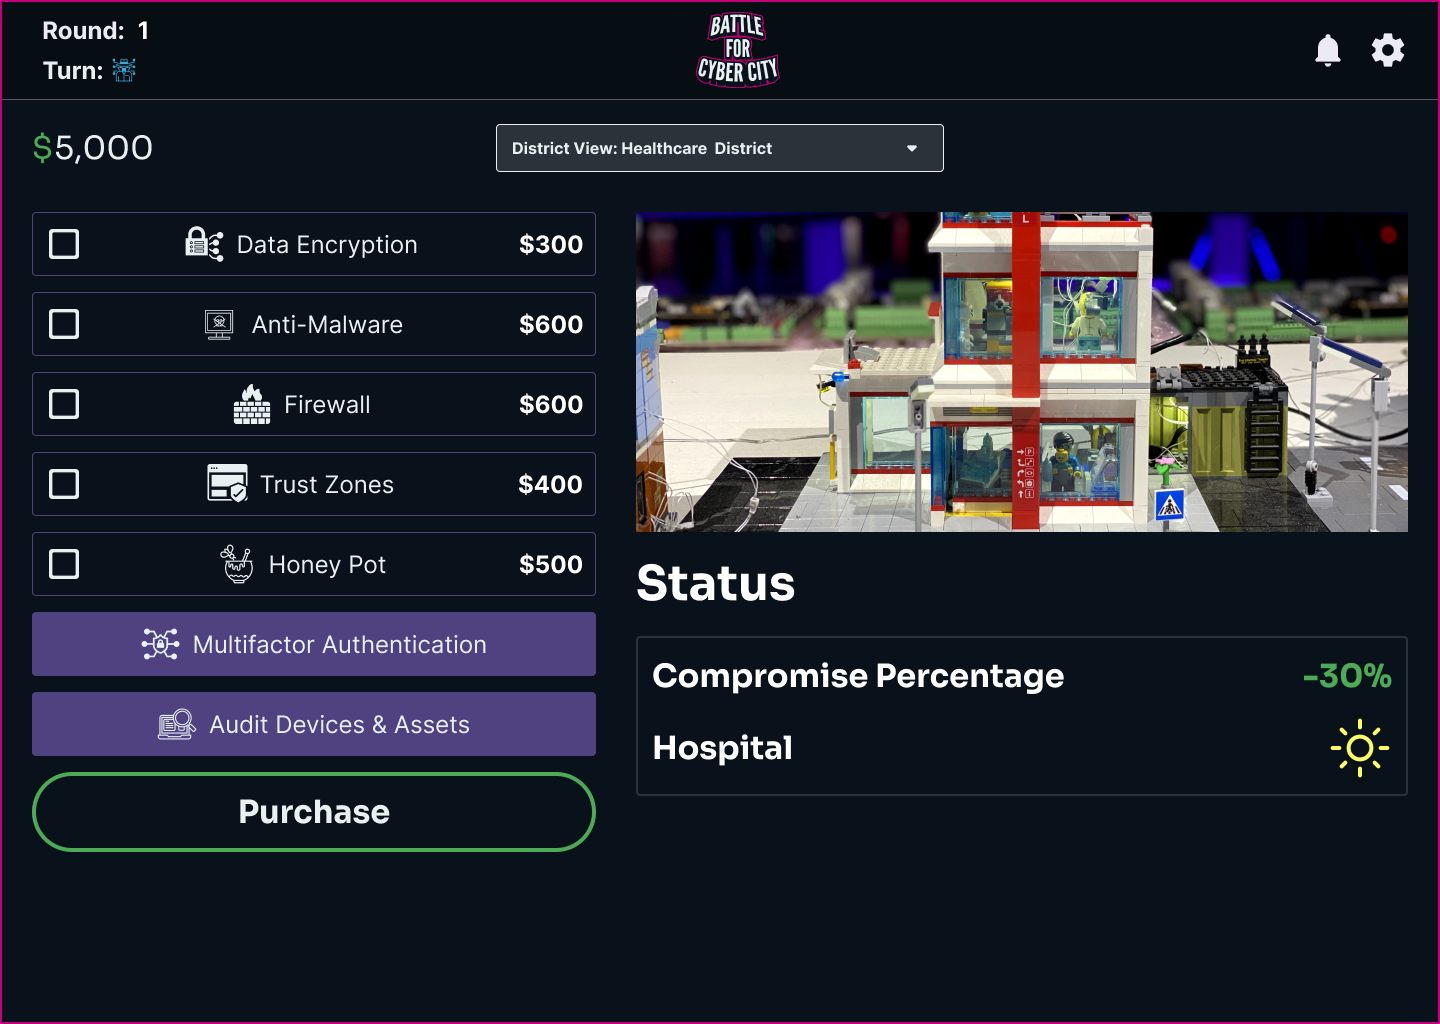 Round: 1
Turn:
BATTLE
FOR
CYBER CITY
$5,000
District View: Healthcare District
Data Encryption $300
Anti-Malware $600
Firewall $600
Trust Zones $400
Honey Pot $500
Multifactor Authentication
Audit Devices & Assets
Purchase
L
P
Status
Compromise Percentage -30%
Hospital